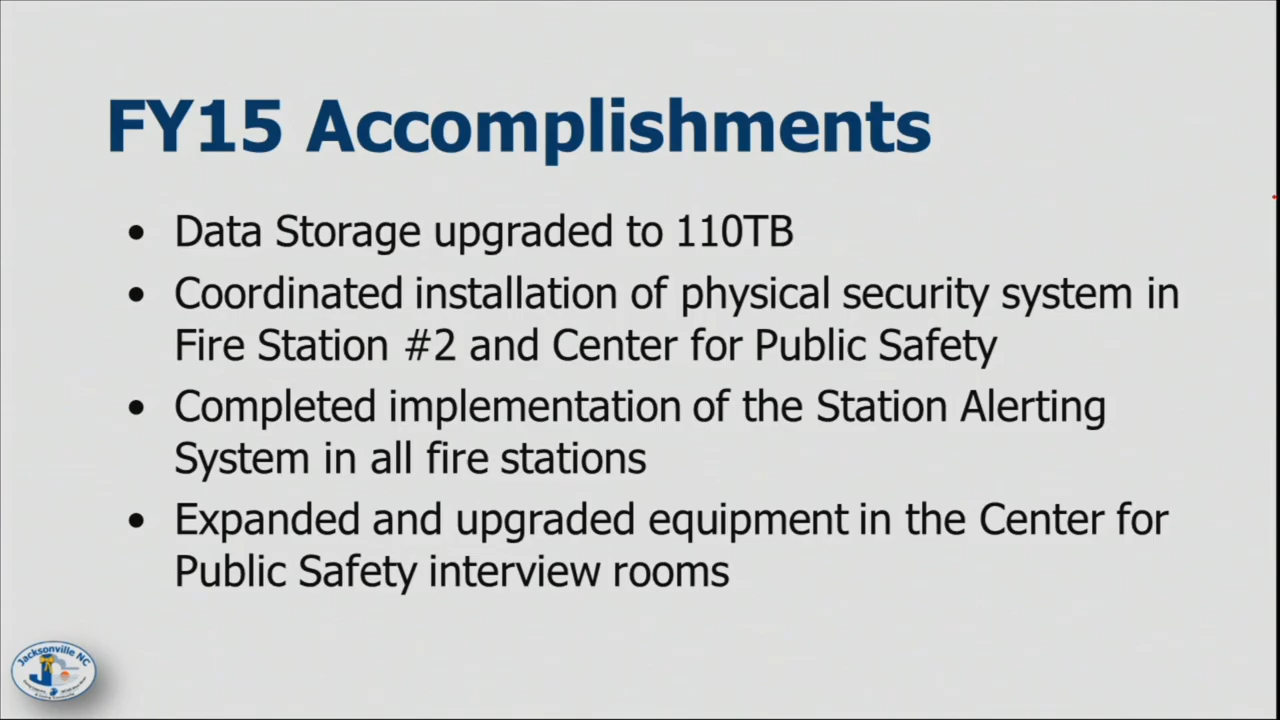 FY15 Accomplishments
• Data Storage upgraded to 110TB
• Coordinated installation of physical security system in
Fire Station #2 and Center for Public Safety
• Completed implementation of the Station Alerting
System in all fire stations
• Expanded and upgraded equipment in the Center for
Public Safety interview rooms
Jacksonville NC